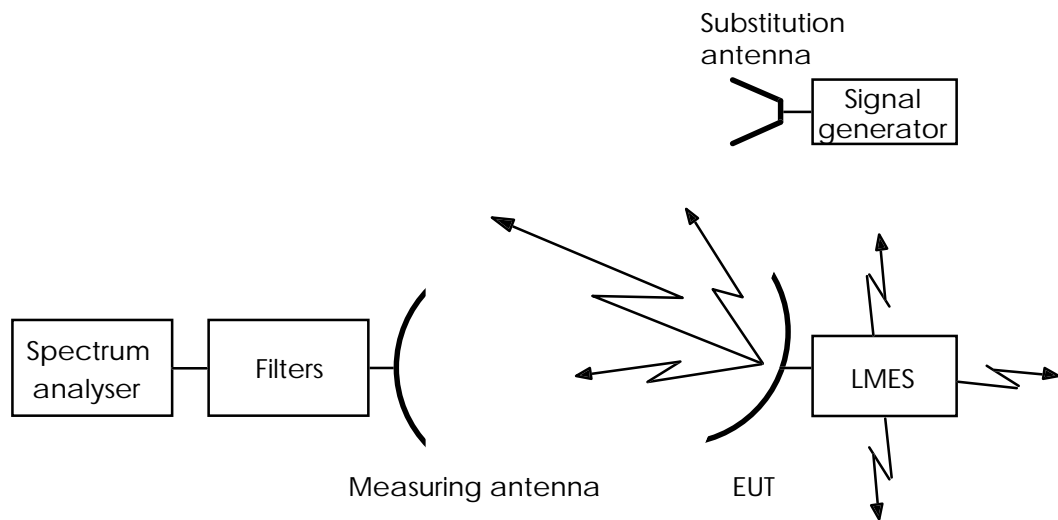 Substitution
antenna
Signal
generator
Spectrum
analyser
Filters
LMES
Measuring antenna
EUT